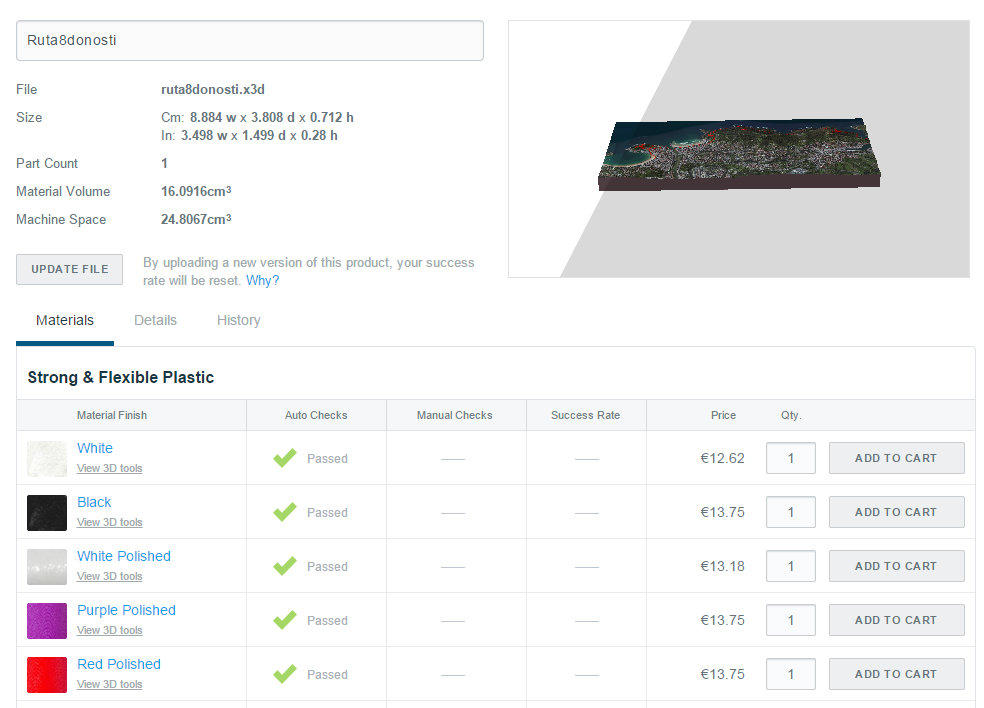 Ruta8donosti
File ruta8donosti.x3d
Size Cm: 8.884 w x 3.808 d x 0.712 h
In: 3.498 w x 1.499 d x 0.28 h
Part Count 1
Material Volume 16.0916cm³
Machine Space 24.8067cm³
UPDATE FILE
By uploading a new version of this product, your success
rate will be reset. Why?
Materials Details History
Strong & Flexible Plastic
Material Finish Auto Checks Manual Checks Success Rate Price Qty.
White
View 3D tools
Passed — — €12.62 1 ADD TO CART
Black
View 3D tools
Passed — — €13.75 1 ADD TO CART
White Polished
View 3D tools
Passed — — €13.18 1 ADD TO CART
Purple Polished
View 3D tools
Passed — — €13.75 1 ADD TO CART
Red Polished
View 3D tools
Passed — — €13.75 1 ADD TO CART